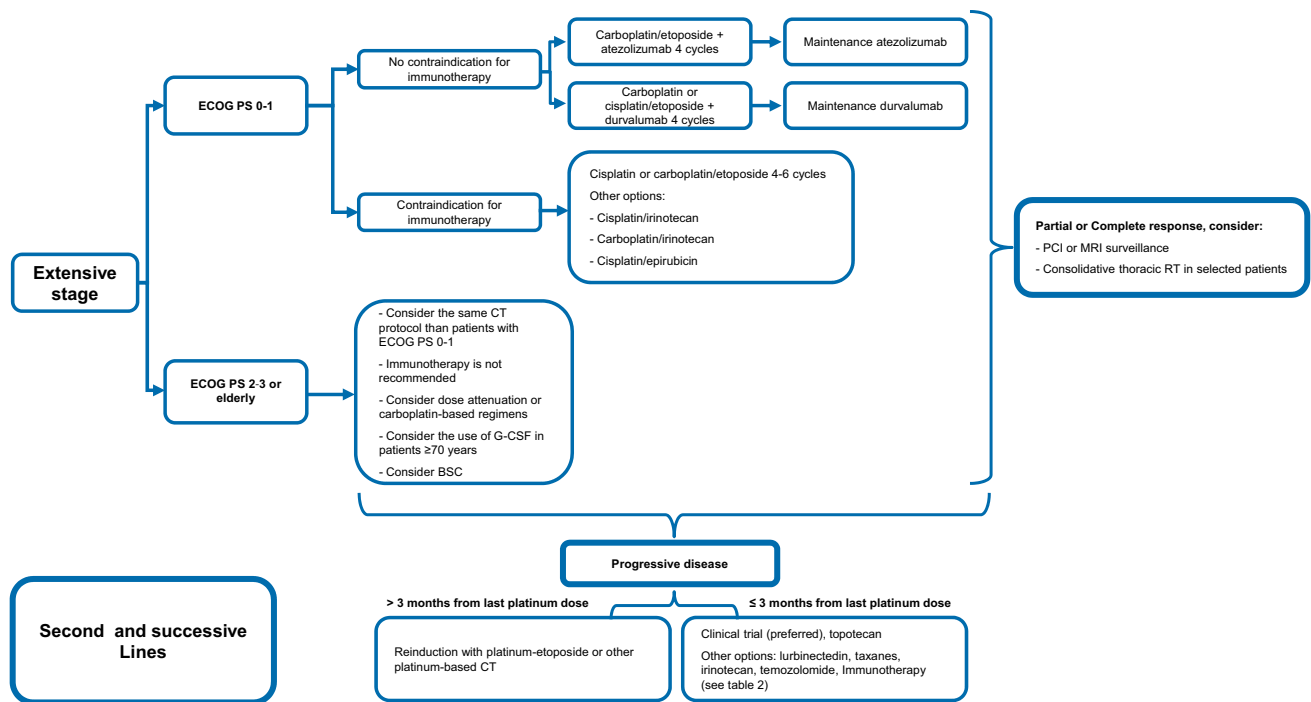 Extensive
stage
ECOG PS 0-1
No contraindication for
immunotherapy
Carboplatin/etoposide +
atezolizumab 4 cycles
Maintenance atezolizumab
Carboplatin or
cisplatin/etoposide +
durvalumab 4 cycles
Maintenance durvalumab
Contraindication for
immunotherapy
Cisplatin or carboplatin/etoposide 4-6 cycles
Other options:
- Cisplatin/irinotecan
- Carboplatin/irinotecan
- Cisplatin/epirubicin
ECOG PS 2-3 or
elderly
- Consider the same CT
protocol than patients with
ECOG PS 0-1
- Immunotherapy is not
recommended
- Consider dose attenuation or
carboplatin-based regimens
- Consider the use of G-CSF in
patients ≥70 years
- Consider BSC
Partial or Complete response, consider:
- PCI or MRI surveillance
- Consolidative thoracic RT in selected patients
Progressive disease
Second and successive
Lines
> 3 months from last platinum dose
Reinduction with platinum-etoposide or other
platinum-based CT
≤ 3 months from last platinum dose
Clinical trial (preferred), topotecan
Other options: lurbinectedin, taxanes,
irinotecan, temozolomide, Immunotherapy
(see table 2)